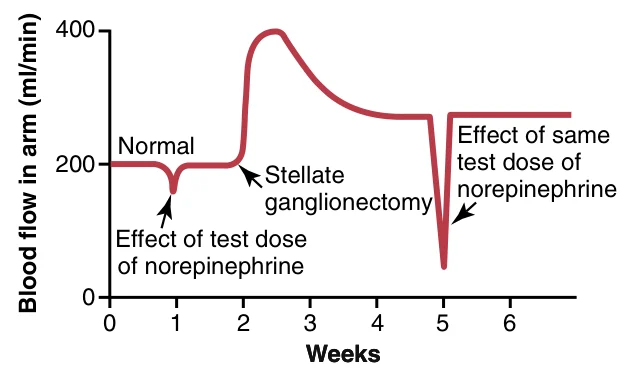 Blood flow in arm (ml/min)
400
200
0
Normal
Effect of test dose
of norepinephrine
Stellate
ganglionectomy
Effect of same
test dose of
norepinephrine
0 1 2 3 4 5 6
Weeks